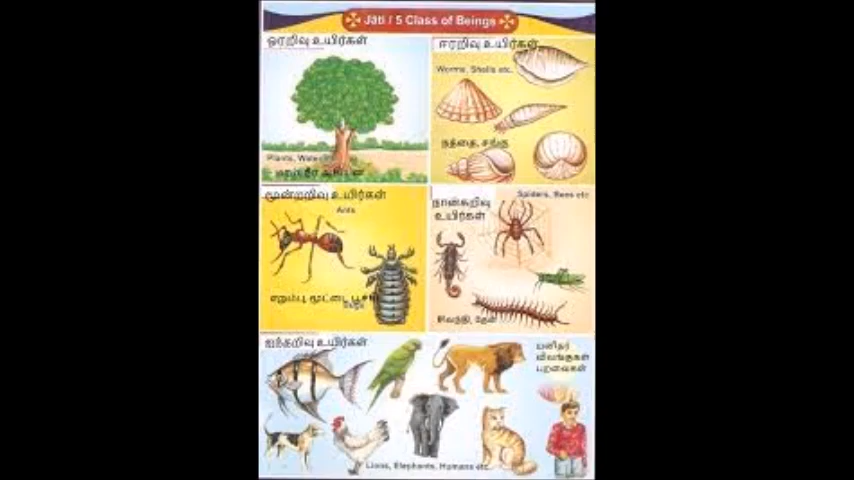 Jāti / 5 Class of Beings
ஓரறிவு உயிர்கள்
ஈரறிவு உயிர்கள்
Worms, Shells etc.
நத்தை, சங்கு
Plants, Water
மூன்றறிவு உயிர்கள்
Ants
எறும்பு, மூட்டை பூச்சி
Spiders, Bees etc
நான்கறிவு
உயிர்கள்
ஐந்தறிவு உயிர்கள்
மனிதர்
விலங்குகள்
பறவைகள்
Lions, Elephants, Humans etc.